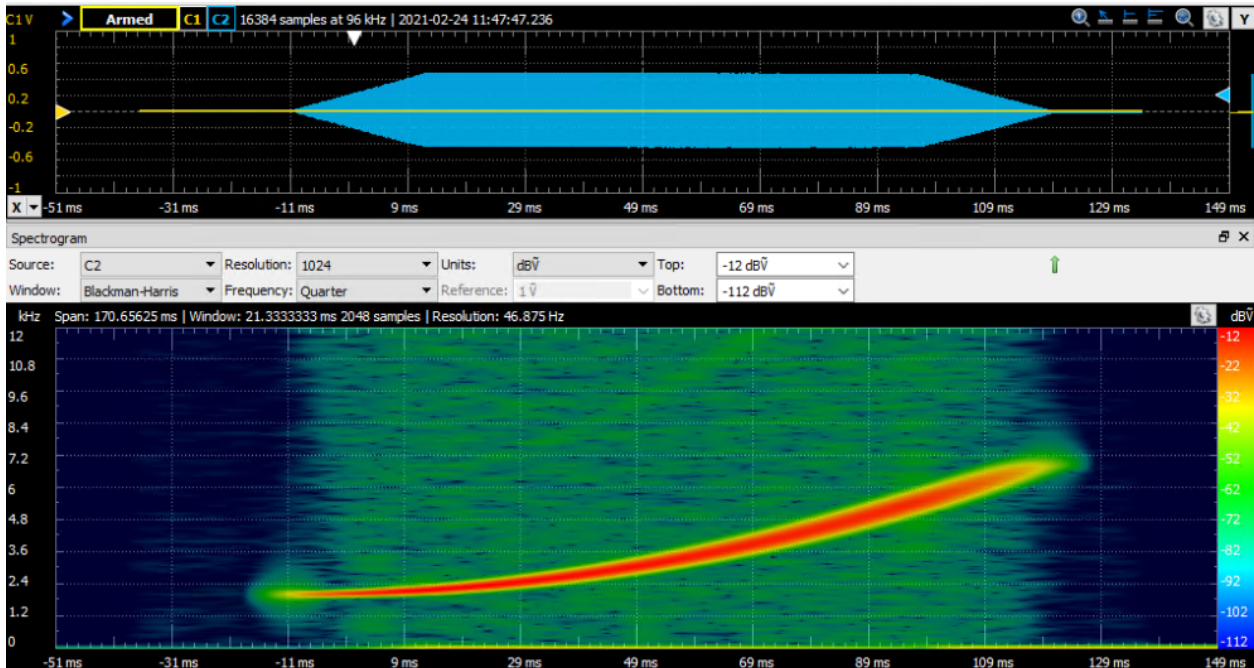 C1 V Armed C1 C2 16384 samples at 96 kHz | 2021-02-24 11:47:47.236 Y
1
0.6
0.2
-0.2
-0.6
-1
X -51 ms -31 ms -11 ms 9 ms 29 ms 49 ms 69 ms 89 ms 109 ms 129 ms 149 ms
Spectrogram
Source: C2 Resolution: 1024 Units: dBṼ Top: -12 dBṼ
Window: Blackman-Harris Frequency: Quarter Reference: 1 Ṽ Bottom: -112 dBṼ
kHz Span: 170.65625 ms | Window: 21.3333333 ms 2048 samples | Resolution: 46.875 Hz dBṼ
12 -12
10.8 -22
9.6 -32
8.4 -42
7.2 -52
6 -62
4.8 -72
3.6 -82
2.4 -92
1.2 -102
0 -112
-51 ms -31 ms -11 ms 9 ms 29 ms 49 ms 69 ms 89 ms 109 ms 129 ms 149 ms